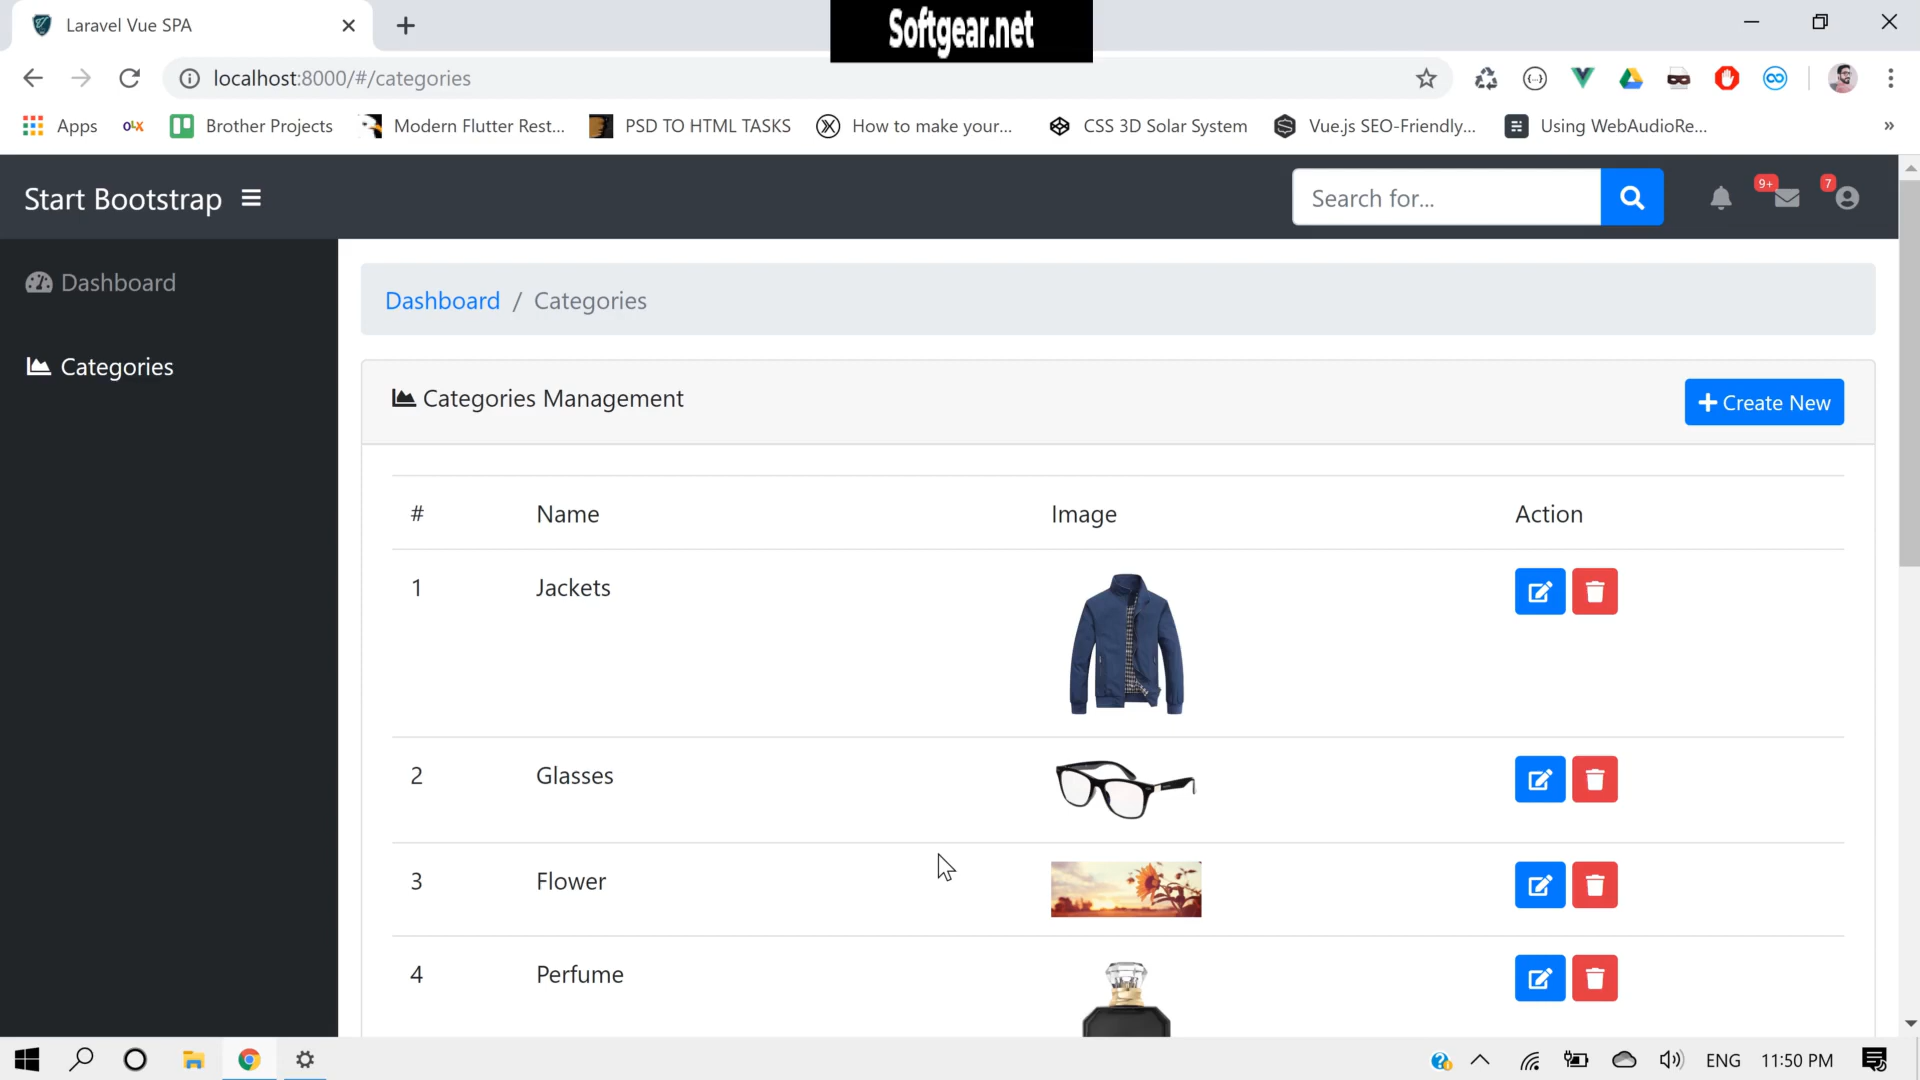 Laravel Vue SPA
Softgear.net
localhost:8000/#/categories
Apps OLX Brother Projects Modern Flutter Rest... PSD TO HTML TASKS How to make your... CSS 3D Solar System Vue.js SEO-Friendly... Using WebAudioRe... »
Start Bootstrap Search for... 9+ 7
Dashboard
Categories
Dashboard / Categories
Categories Management + Create New
# Name Image Action
1 Jackets
2 Glasses
3 Flower
4 Perfume
ENG 11:50 PM